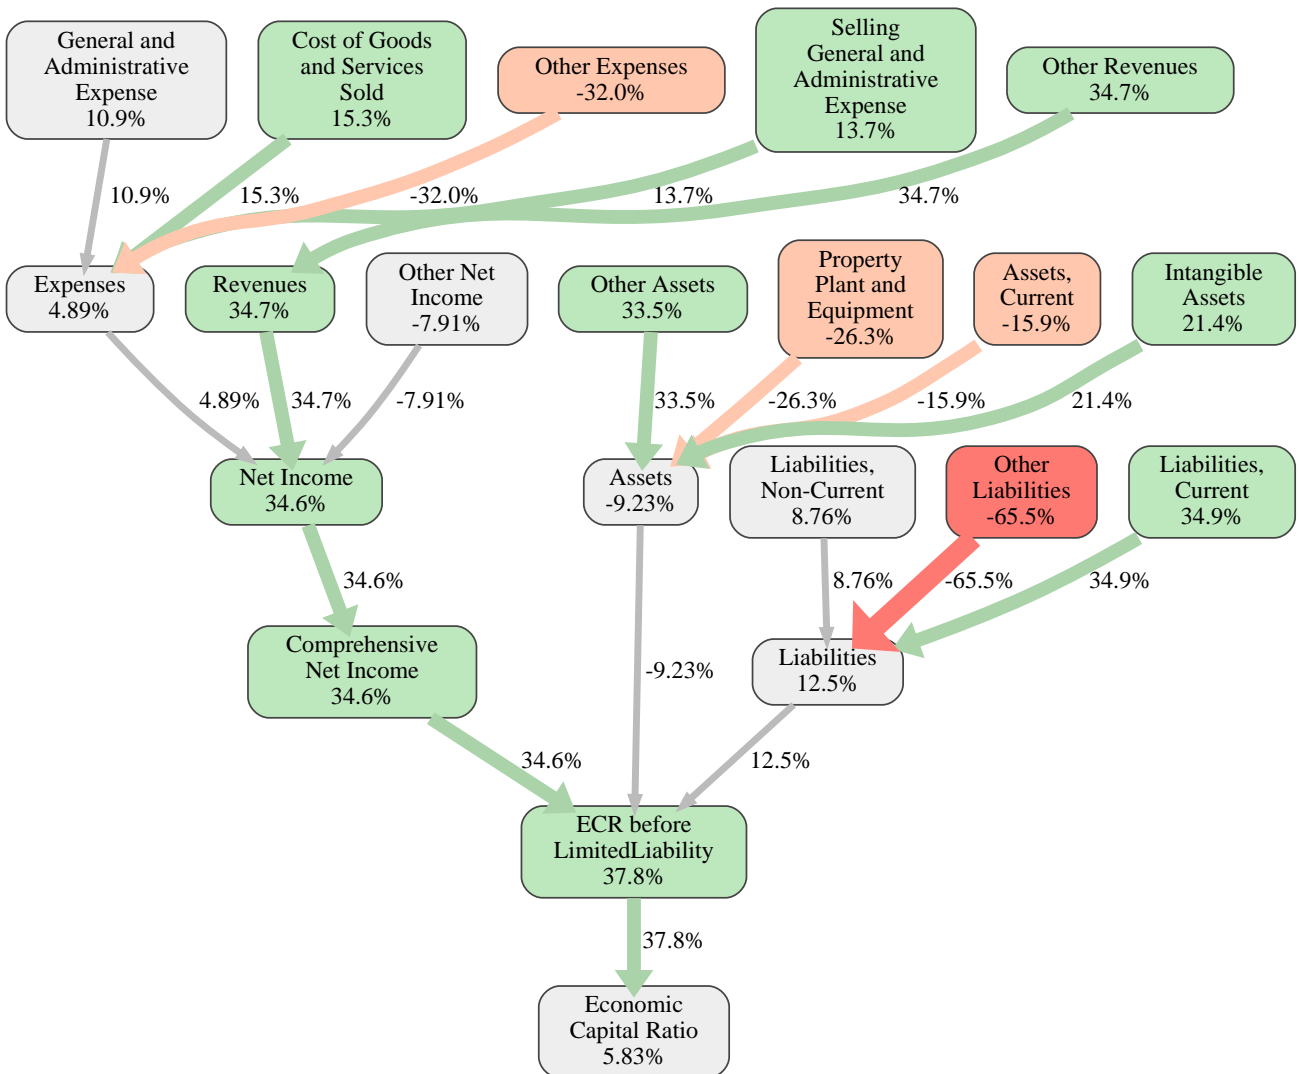 General and
Administrative
Expense
10.9%
Cost of Goods
and Services
Sold
15.3%
Other Expenses
-32.0%
Selling
General and
Administrative
Expense
13.7%
Other Revenues
34.7%
10.9%
15.3%
-32.0%
13.7%
34.7%
Expenses
4.89%
Revenues
34.7%
Other Net
Income
-7.91%
Other Assets
33.5%
Property
Plant and
Equipment
-26.3%
Assets,
Current
-15.9%
Intangible
Assets
21.4%
4.89%
34.7%
-7.91%
33.5%
-26.3%
-15.9%
21.4%
Net Income
34.6%
Assets
-9.23%
Liabilities,
Non-Current
8.76%
Other
Liabilities
-65.5%
Liabilities,
Current
34.9%
34.6%
8.76%
-65.5%
34.9%
Comprehensive
Net Income
34.6%
-9.23%
Liabilities
12.5%
34.6%
12.5%
ECR before
LimitedLiability
37.8%
37.8%
Economic
Capital Ratio
5.83%